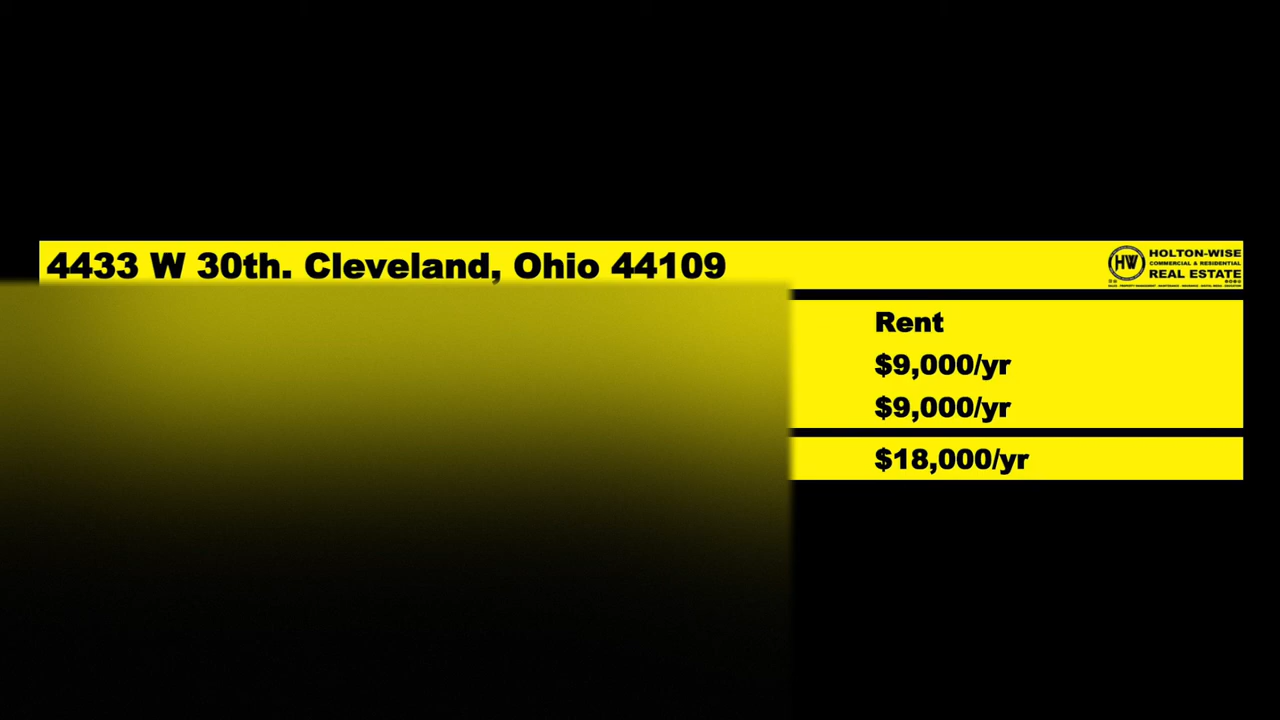 4433 W 30th. Cleveland, Ohio 44109
HW
HOLTON-WISE
COMMERCIAL & RESIDENTIAL
REAL ESTATE
Rent
$9,000/yr
$9,000/yr
$18,000/yr